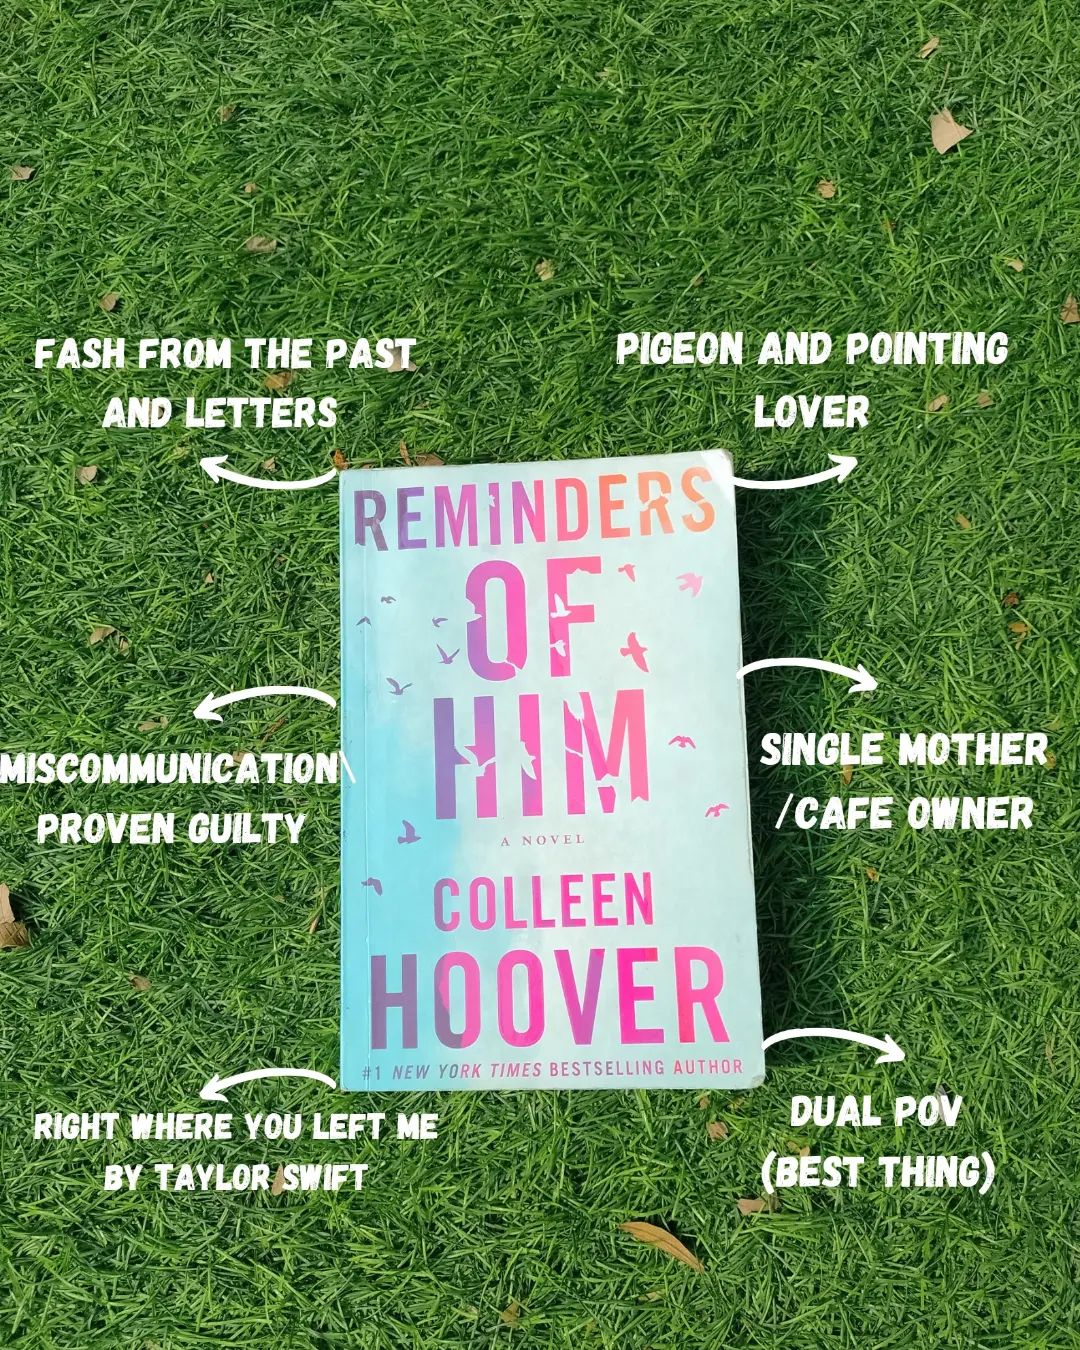 FASH FROM THE PAST
AND LETTERS
PIGEON AND POINTING
LOVER
REMINDERS
OF
HIM
A NOVEL
COLLEEN
HOOVER
#1 NEW YORK TIMES BESTSELLING AUTHOR
MISCOMMUNICATION\
PROVEN GUILTY
SINGLE MOTHER
/CAFE OWNER
RIGHT WHERE YOU LEFT ME
BY TAYLOR SWIFT
DUAL POV
(BEST THING)